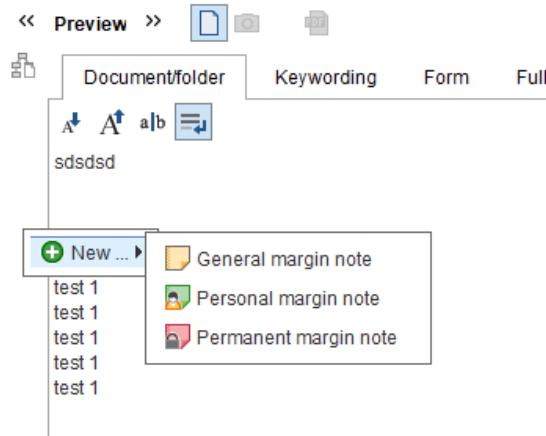 « Preview » PDF
Document/folder Keywording Form Full
A A a|b
sdsdsd
New ... General margin note
Personal margin note
Permanent margin note
test 1
test 1
test 1
test 1
test 1